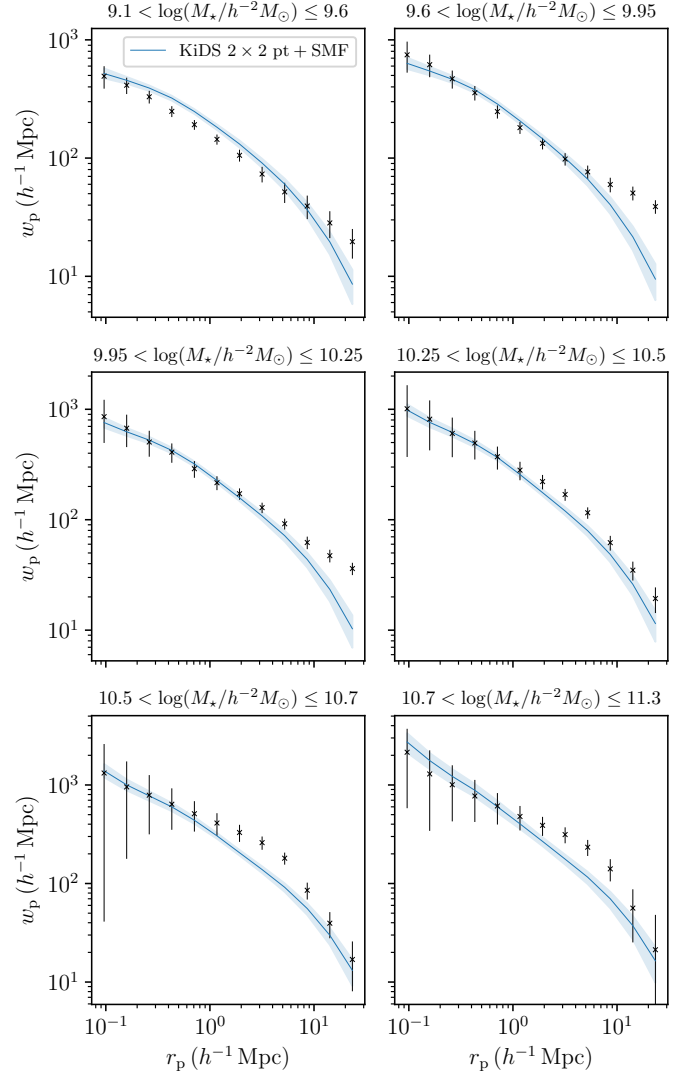 9.1 < log(M⋆/h⁻²M⊙) ≤ 9.6
9.6 < log(M⋆/h⁻²M⊙) ≤ 9.95
KiDS 2 × 2 pt + SMF
10³
10²
10¹
wₚ (h⁻¹ Mpc)
9.95 < log(M⋆/h⁻²M⊙) ≤ 10.25
10.25 < log(M⋆/h⁻²M⊙) ≤ 10.5
10³
10²
10¹
wₚ (h⁻¹ Mpc)
10.5 < log(M⋆/h⁻²M⊙) ≤ 10.7
10.7 < log(M⋆/h⁻²M⊙) ≤ 11.3
10³
10²
10¹
wₚ (h⁻¹ Mpc)
10⁻¹ 10⁰ 10¹
10⁻¹ 10⁰ 10¹
rₚ (h⁻¹ Mpc)
rₚ (h⁻¹ Mpc)